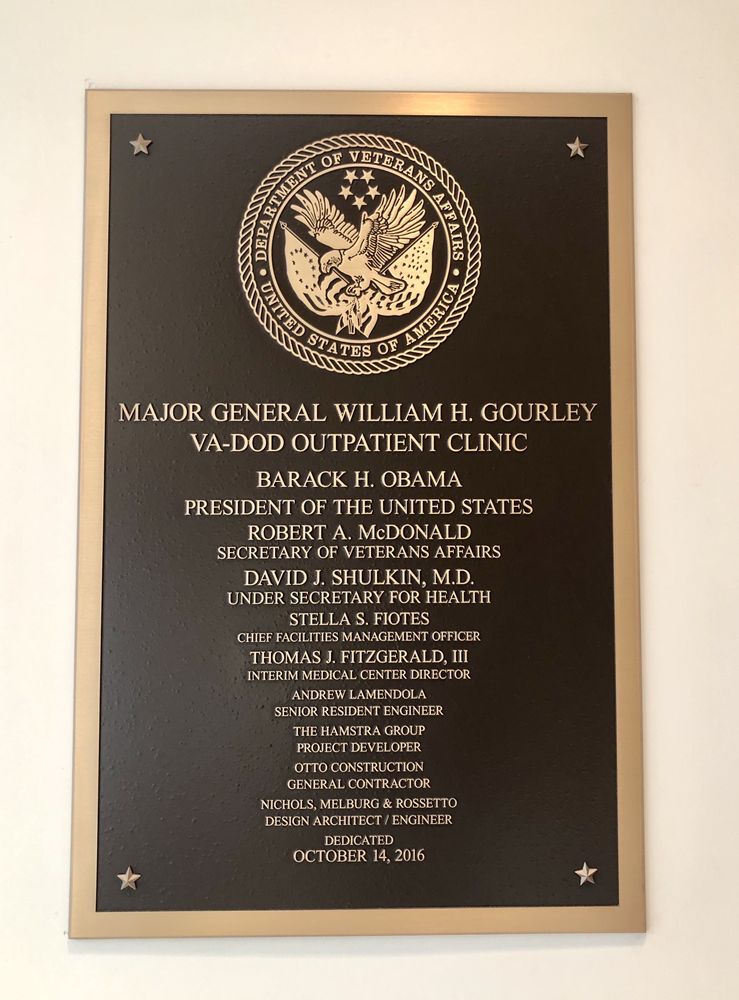 DEPARTMENT OF VETERANS AFFAIRS
UNITED STATES OF AMERICA
MAJOR GENERAL WILLIAM H. GOURLEY
VA-DOD OUTPATIENT CLINIC
BARACK H. OBAMA
PRESIDENT OF THE UNITED STATES
ROBERT A. McDONALD
SECRETARY OF VETERANS AFFAIRS
DAVID J. SHULKIN, M.D.
UNDER SECRETARY FOR HEALTH
STELLA S. FIOTES
CHIEF FACILITIES MANAGEMENT OFFICER
THOMAS J. FITZGERALD, III
INTERIM MEDICAL CENTER DIRECTOR
ANDREW LAMENDOLA
SENIOR RESIDENT ENGINEER
THE HAMSTRA GROUP
PROJECT DEVELOPER
OTTO CONSTRUCTION
GENERAL CONTRACTOR
NICHOLS, MELBURG & ROSSETTO
DESIGN ARCHITECT / ENGINEER
DEDICATED
OCTOBER 14, 2016